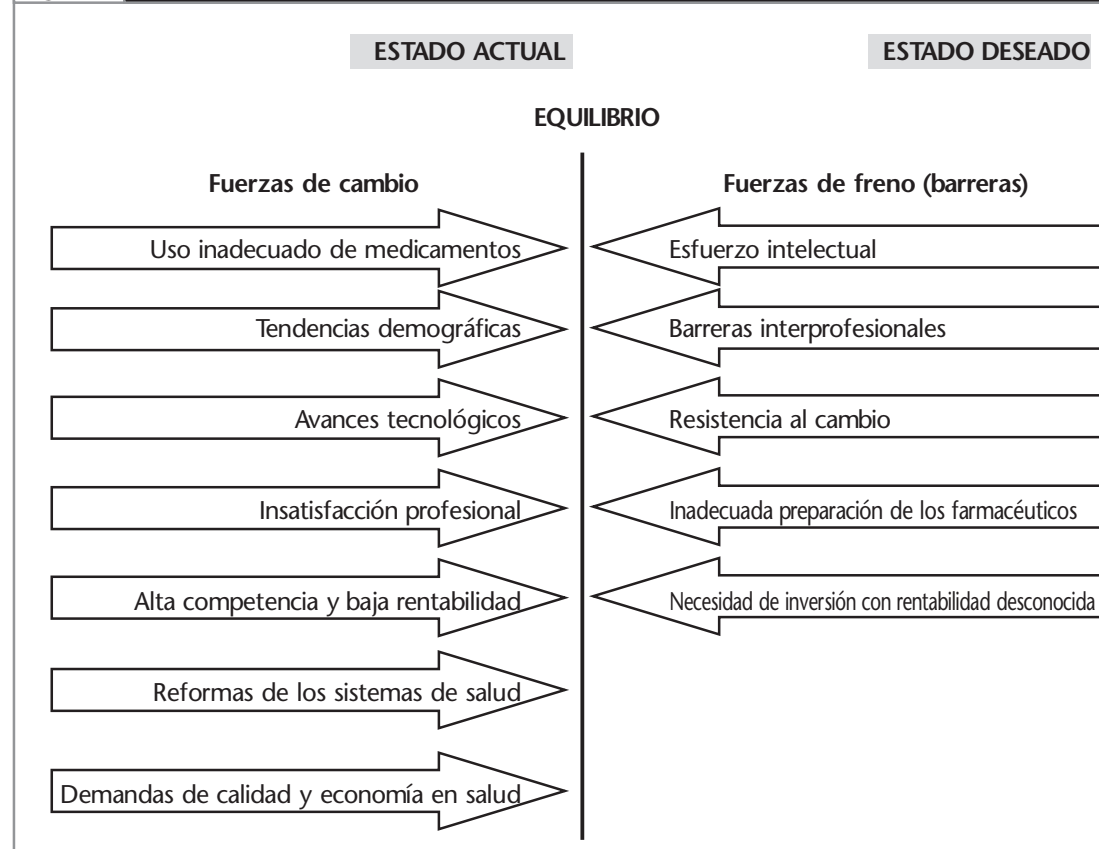 ESTADO ACTUAL
ESTADO DESEADO
EQUILIBRIO
Fuerzas de cambio
Uso inadecuado de medicamentos
Tendencias demográficas
Avances tecnológicos
Insatisfacción profesional
Alta competencia y baja rentabilidad
Reformas de los sistemas de salud
Demandas de calidad y economía en salud
Fuerzas de freno (barreras)
Esfuerzo intelectual
Barreras interprofesionales
Resistencia al cambio
Inadecuada preparación de los farmacéuticos
Necesidad de inversión con rentabilidad desconocida